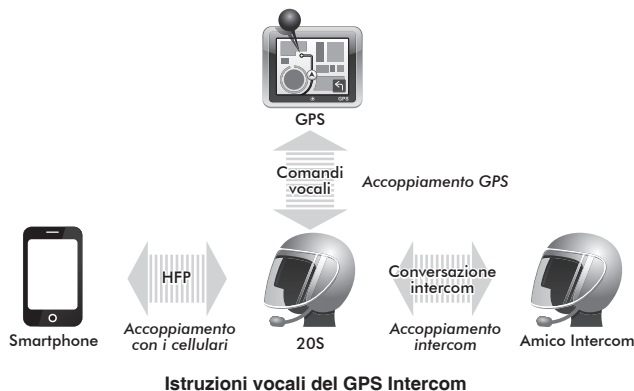 GPS
GPS
Comandi
vocali
Accoppiamento GPS
HFP
Conversazione
intercom
Smartphone
Accoppiamento
con i cellulari
20S
Accoppiamento
intercom
Amico Intercom
Istruzioni vocali del GPS Intercom